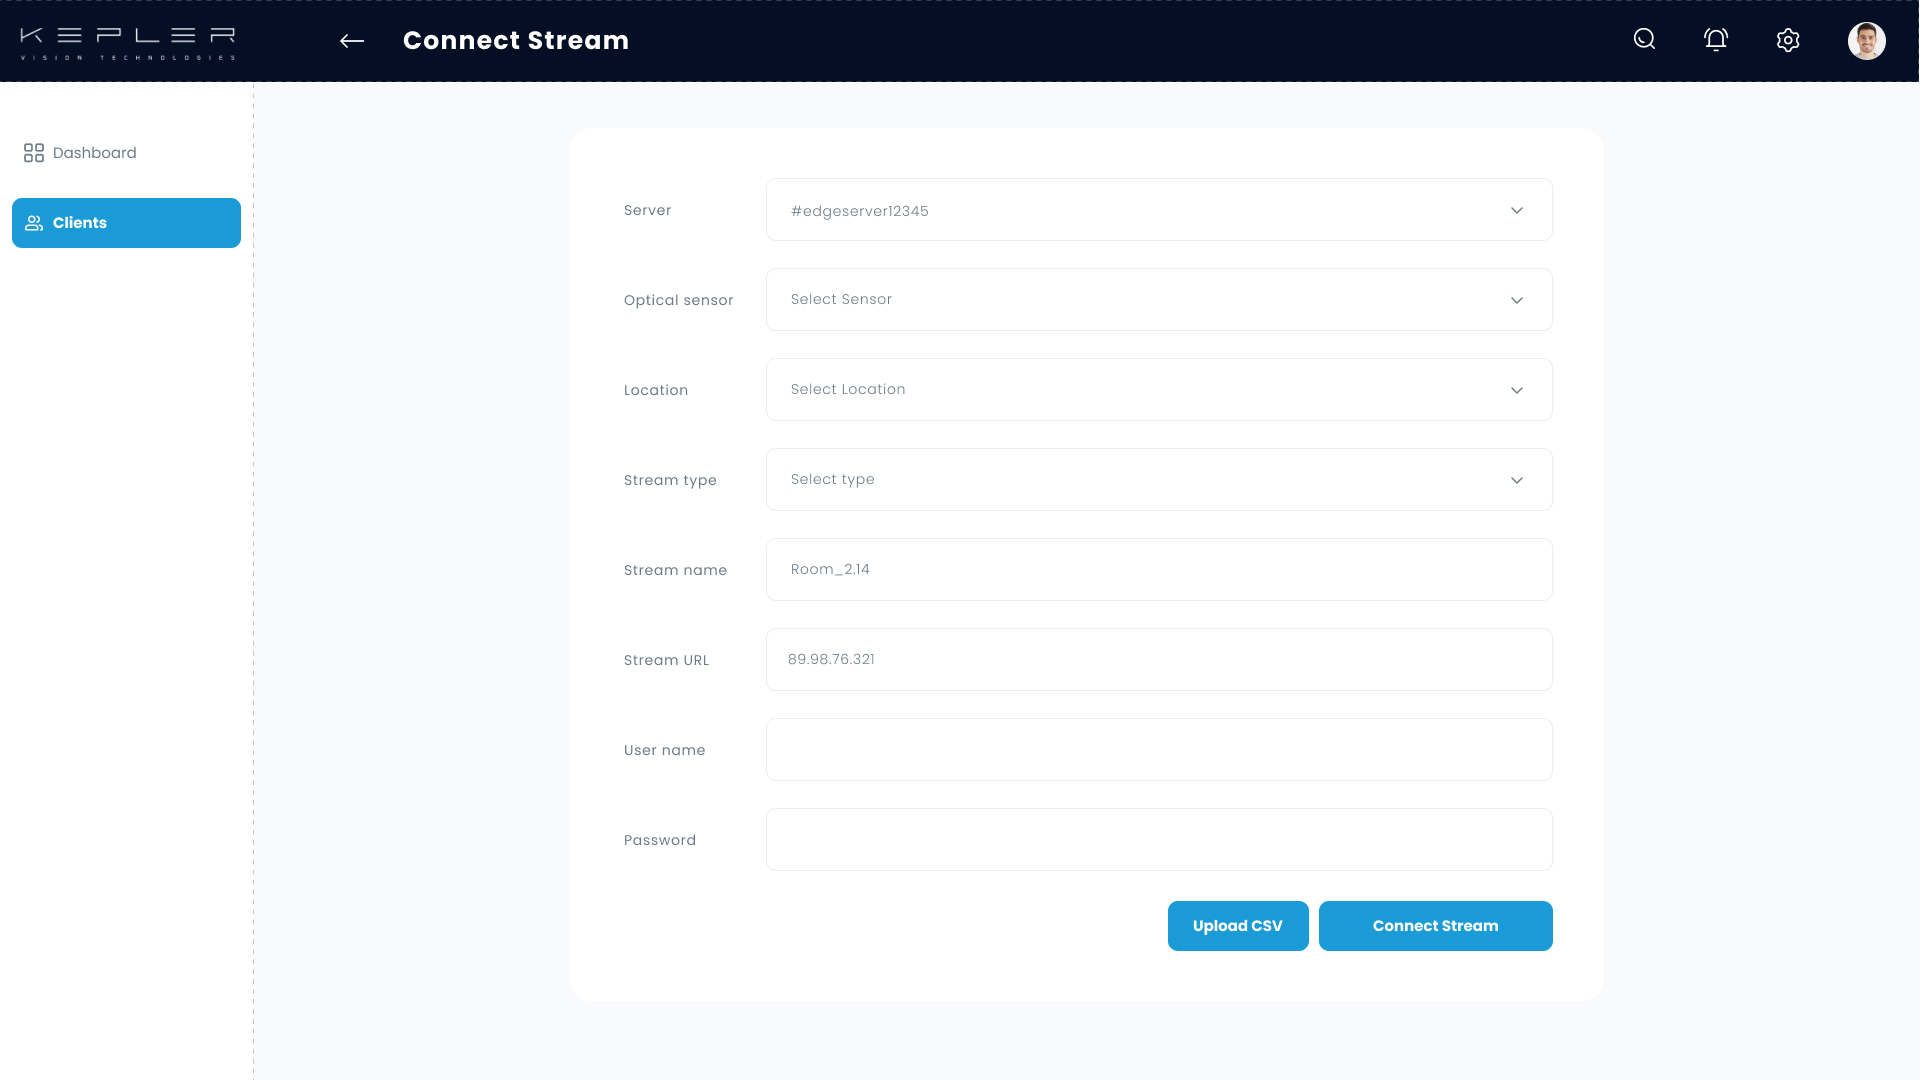 KEPLER
VISION TECHNOLOGIES
Connect Stream
Dashboard
Clients
Server
#edgeserver12345
Optical sensor
Select Sensor
Location
Select Location
Stream type
Select type
Stream name
Room_2.14
Stream URL
89.98.76.321
User name
Password
Upload CSV
Connect Stream